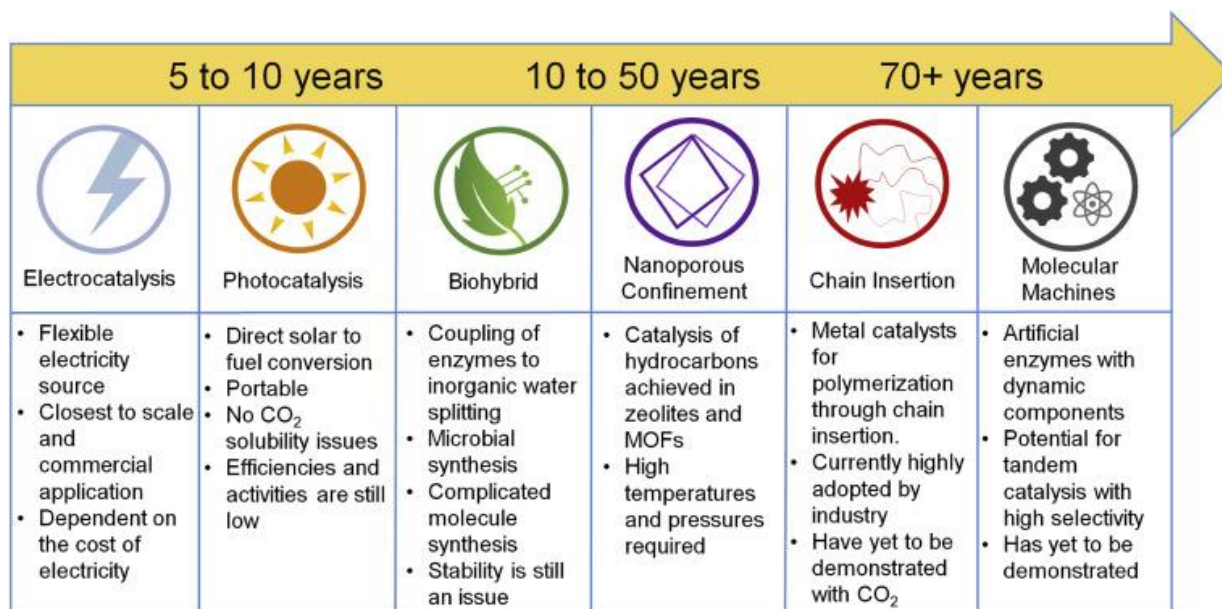 5 to 10 years
10 to 50 years
70+ years
Electrocatalysis
Photocatalysis
Biohybrid
Nanoporous
Confinement
Chain Insertion
Molecular
Machines
• Flexible
electricity
source
• Closest to scale
and
commercial
application
• Dependent on
the cost of
electricity
• Direct solar to
fuel conversion
• Portable
• No CO₂
solubility issues
• Efficiencies and
activities are still
low
• Coupling of
enzymes to
inorganic water
splitting
• Microbial
synthesis
• Complicated
molecule
synthesis
• Stability is still
an issue
• Catalysis of
hydrocarbons
achieved in
zeolites and
MOFs
• High
temperatures
and pressures
required
• Metal catalysts
for
polymerization
through chain
insertion.
• Currently highly
adopted by
industry
• Have yet to be
demonstrated
with CO₂
• Artificial
enzymes with
dynamic
components
• Potential for
tandem
catalysis with
high selectivity
• Has yet to be
demonstrated